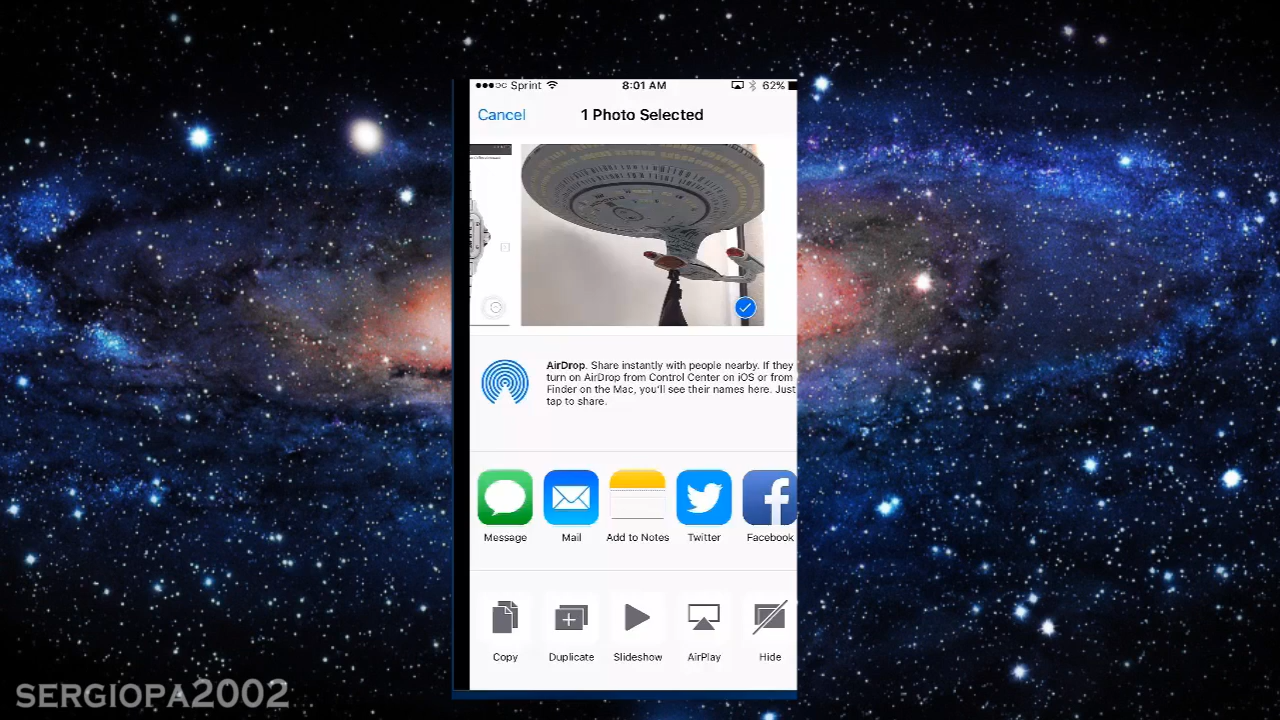 Sprint 8:01 AM 62%
Cancel 1 Photo Selected
AirDrop. Share instantly with people nearby. If they
turn on AirDrop from Control Center on iOS or from
Finder on the Mac, you'll see their names here. Just
tap to share.
Message Mail Add to Notes Twitter Facebook
Copy Duplicate Slideshow AirPlay Hide
SERGIOPA2002